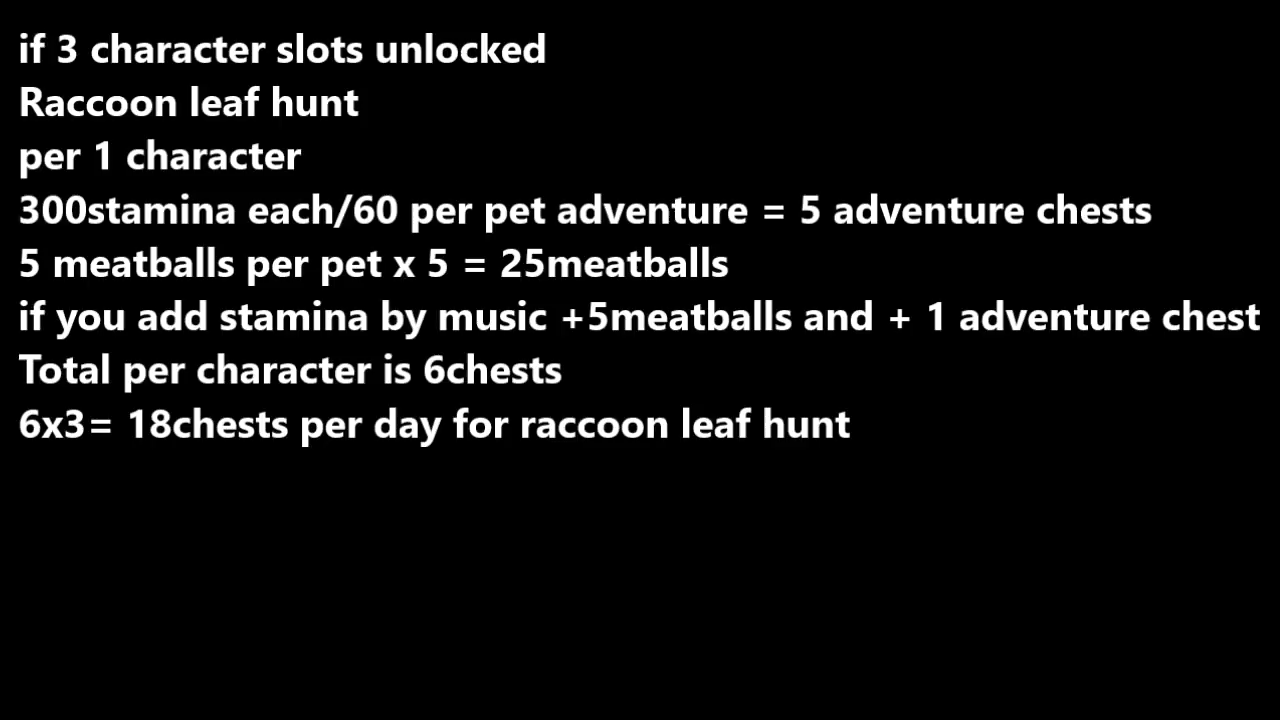 if 3 character slots unlocked
Raccoon leaf hunt
per 1 character
300stamina each/60 per pet adventure = 5 adventure chests
5 meatballs per pet x 5 = 25meatballs
if you add stamina by music +5meatballs and + 1 adventure chest
Total per character is 6chests
6x3= 18chests per day for raccoon leaf hunt